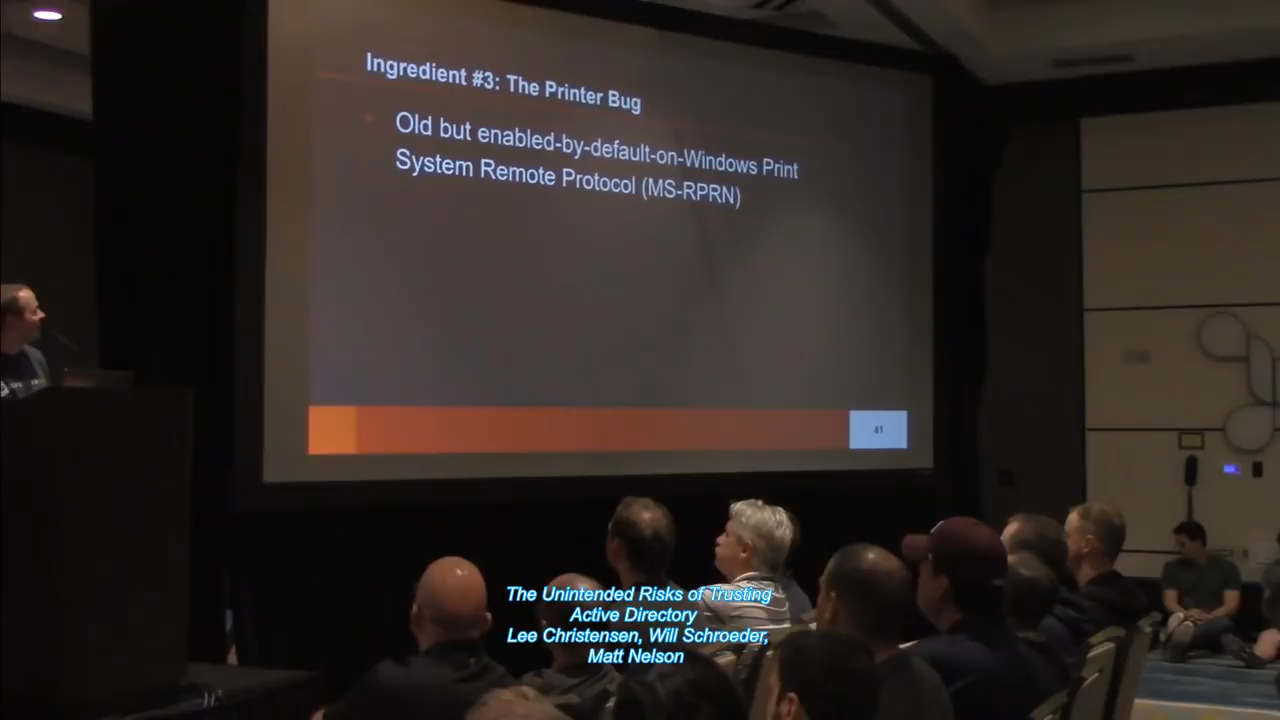 Ingredient #3: The Printer Bug
Old but enabled-by-default-on-Windows Print
System Remote Protocol (MS-RPRN)
41
The Unintended Risks of Trusting
Active Directory
Lee Christensen, Will Schroeder,
Matt Nelson